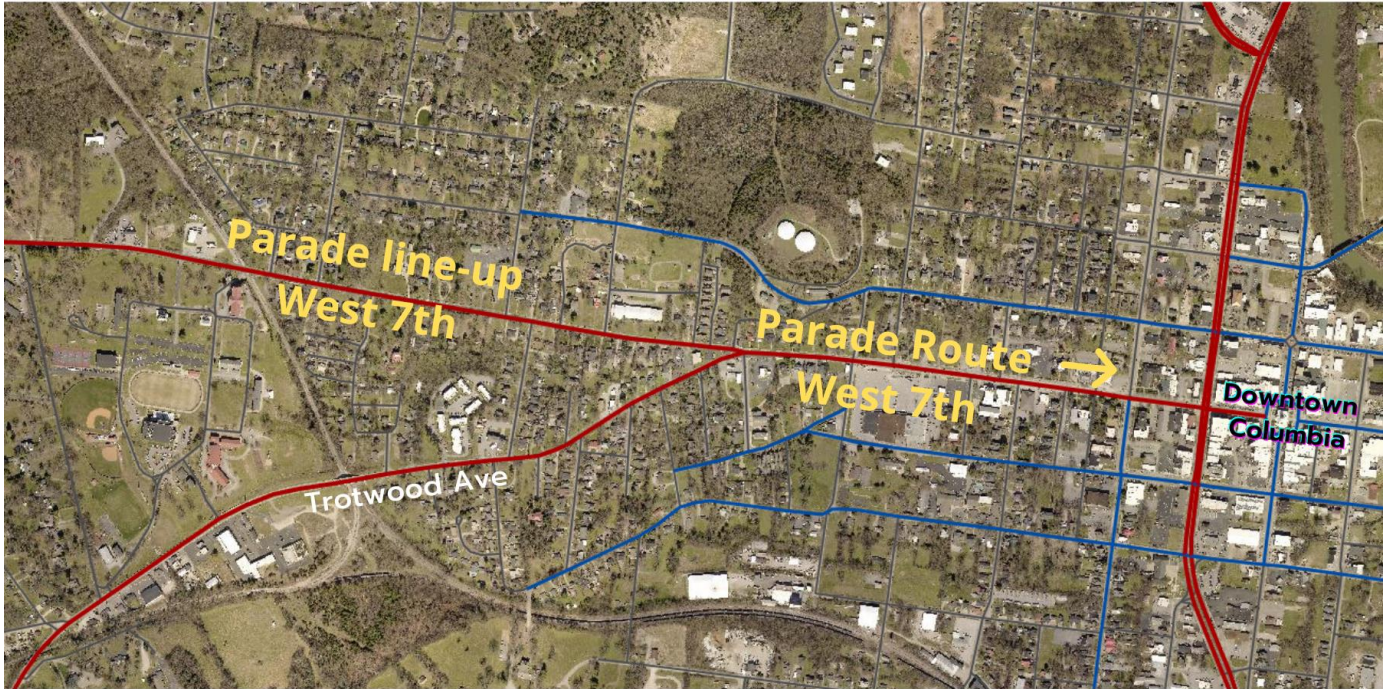 Parade line-up
West 7th
Parade Route →
West 7th
Downtown
Columbia
Trotwood Ave